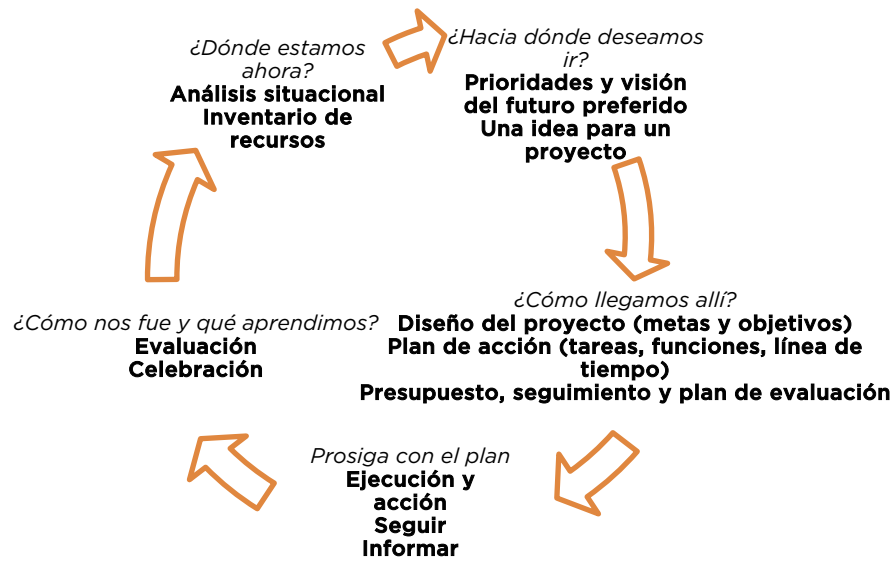 ¿Dónde estamos
ahora?
Análisis situacional
Inventario de
recursos
¿Hacia dónde deseamos
ir?
Prioridades y visión
del futuro preferido
Una idea para un
proyecto
¿Cómo llegamos allí?
Diseño del proyecto (metas y objetivos)
Plan de acción (tareas, funciones, línea de
tiempo)
Presupuesto, seguimiento y plan de evaluación
Prosiga con el plan
Ejecución y
acción
Seguir
Informar
¿Cómo nos fue y qué aprendimos?
Evaluación
Celebración